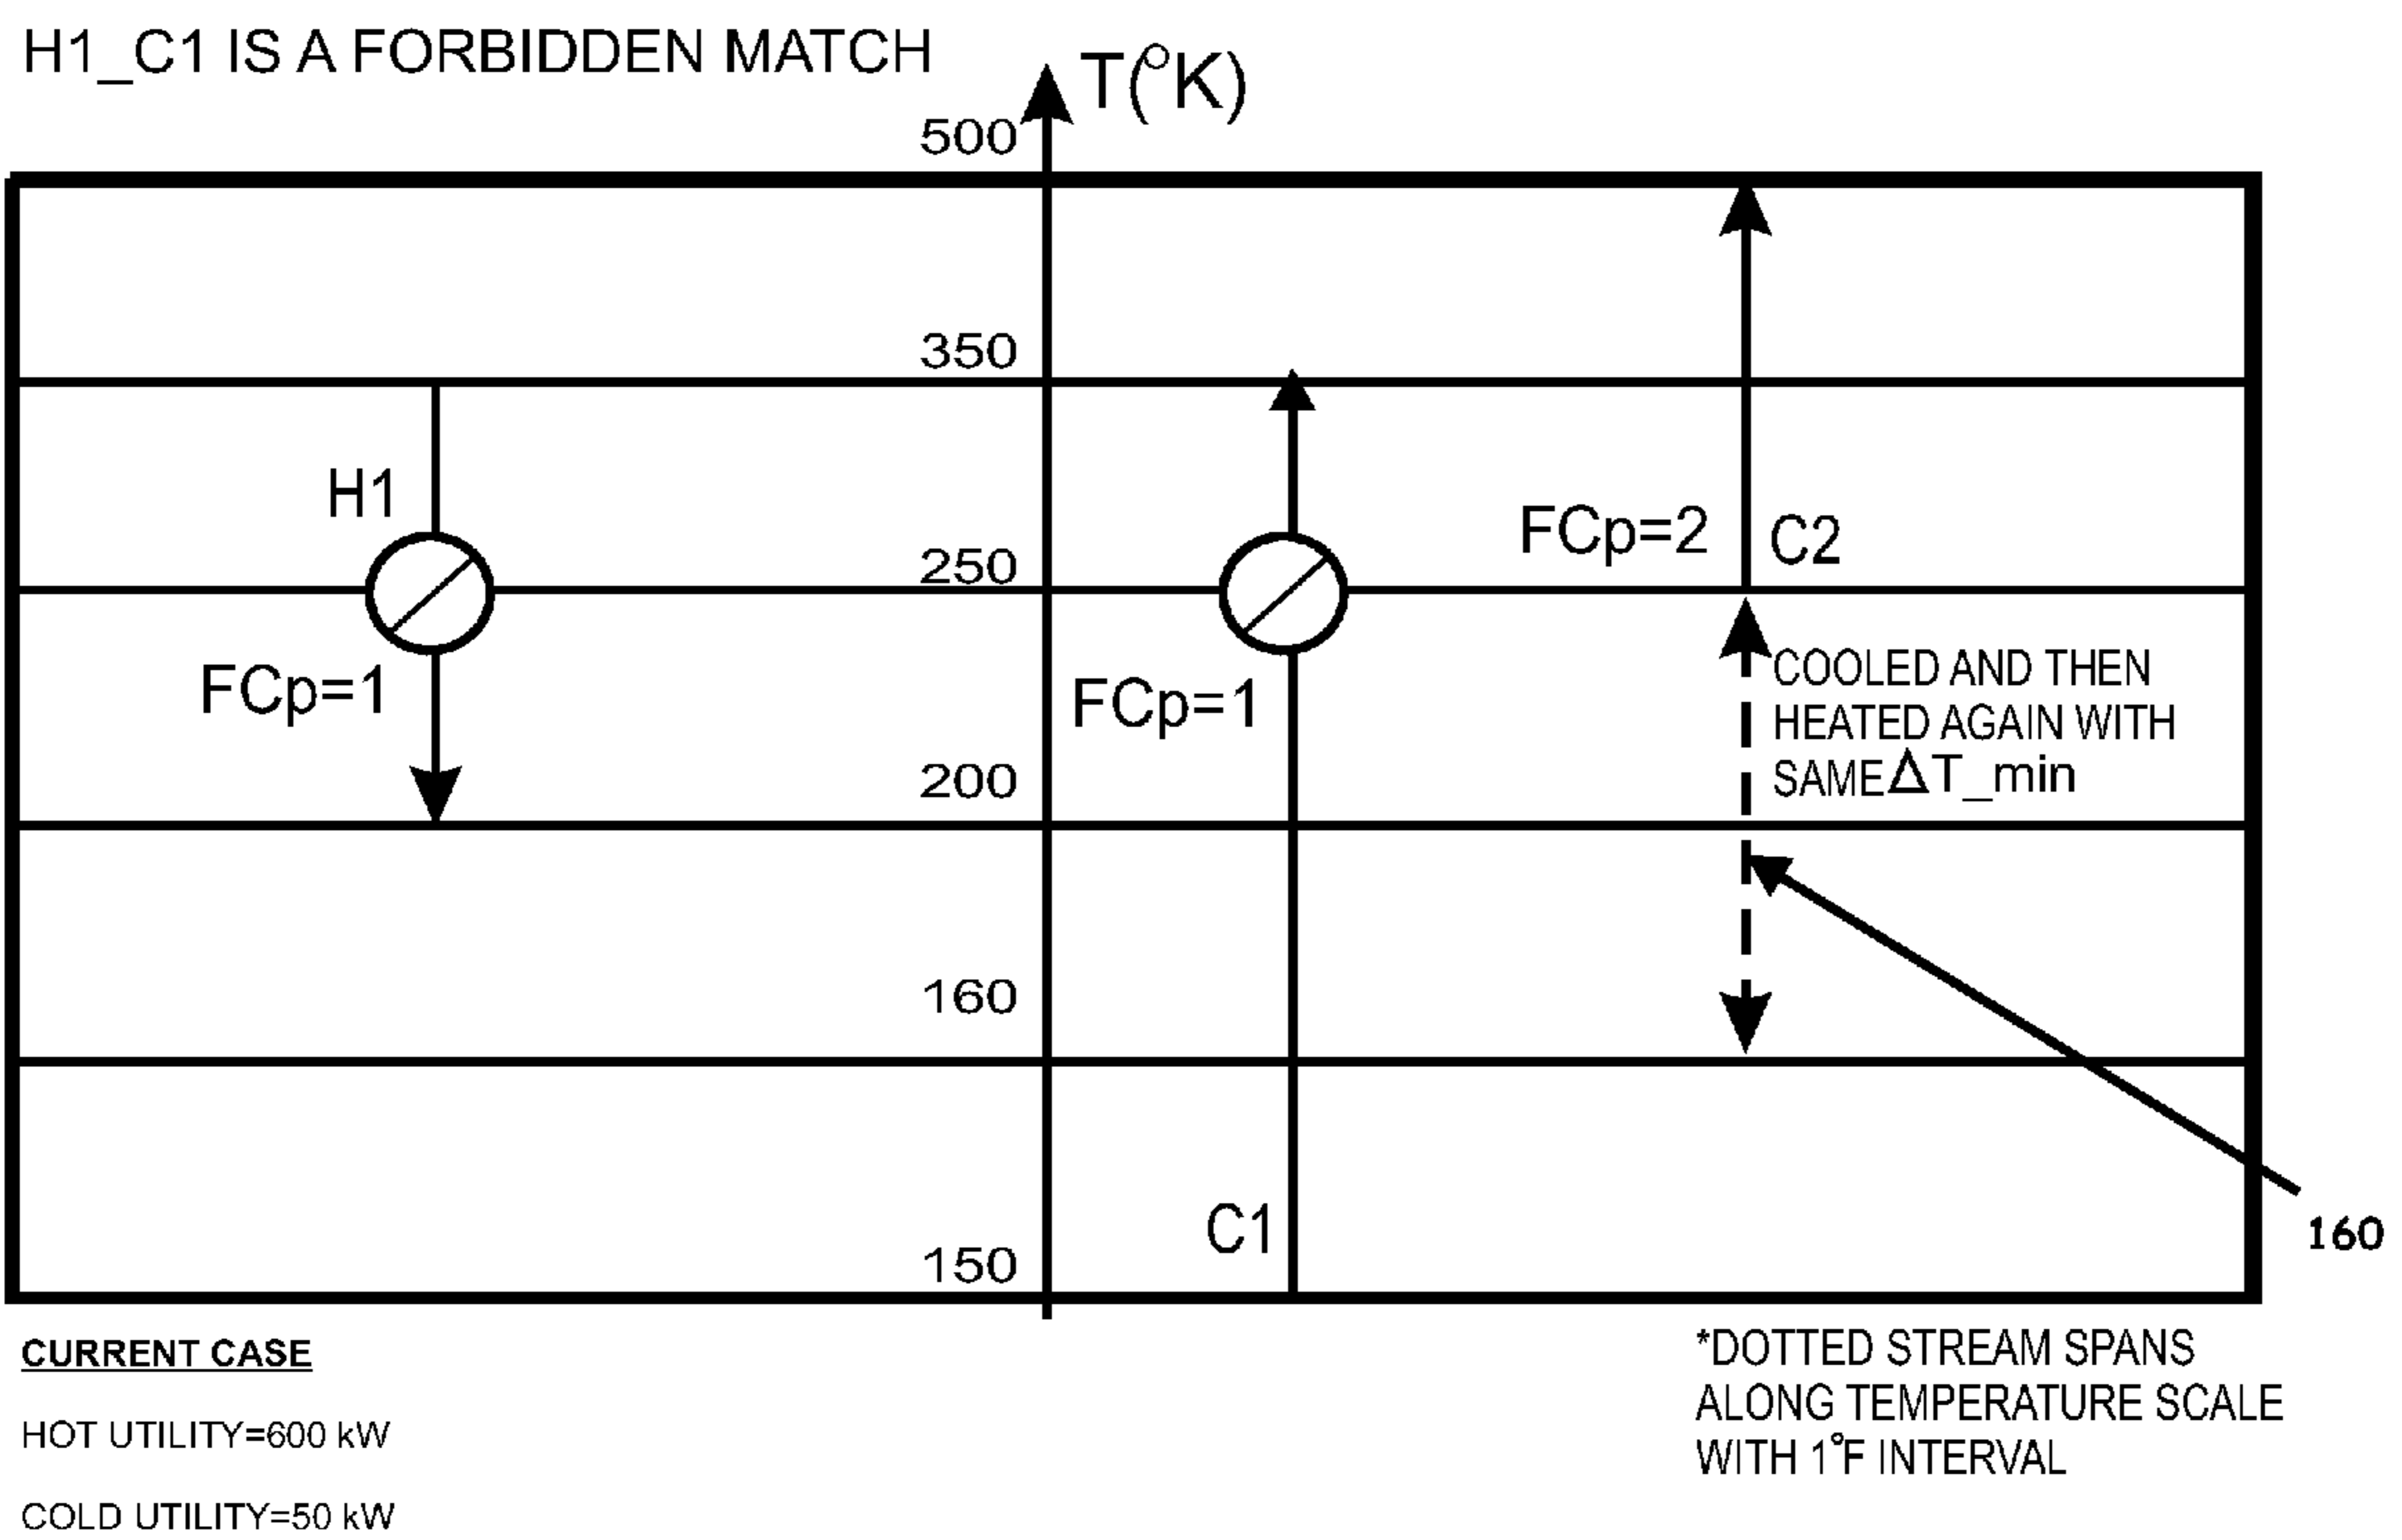 H1_C1 IS A FORBIDDEN MATCH
T(°K)
500
350
H1
250
FCp=2
C2
FCp=1
FCp=1
COOLED AND THEN
HEATED AGAIN WITH
SAME ΔT_min
200
160
C1
150
160
CURRENT CASE
HOT UTILITY=600 kW
COLD UTILITY=50 kW
*DOTTED STREAM SPANS
ALONG TEMPERATURE SCALE
WITH 1°F INTERVAL